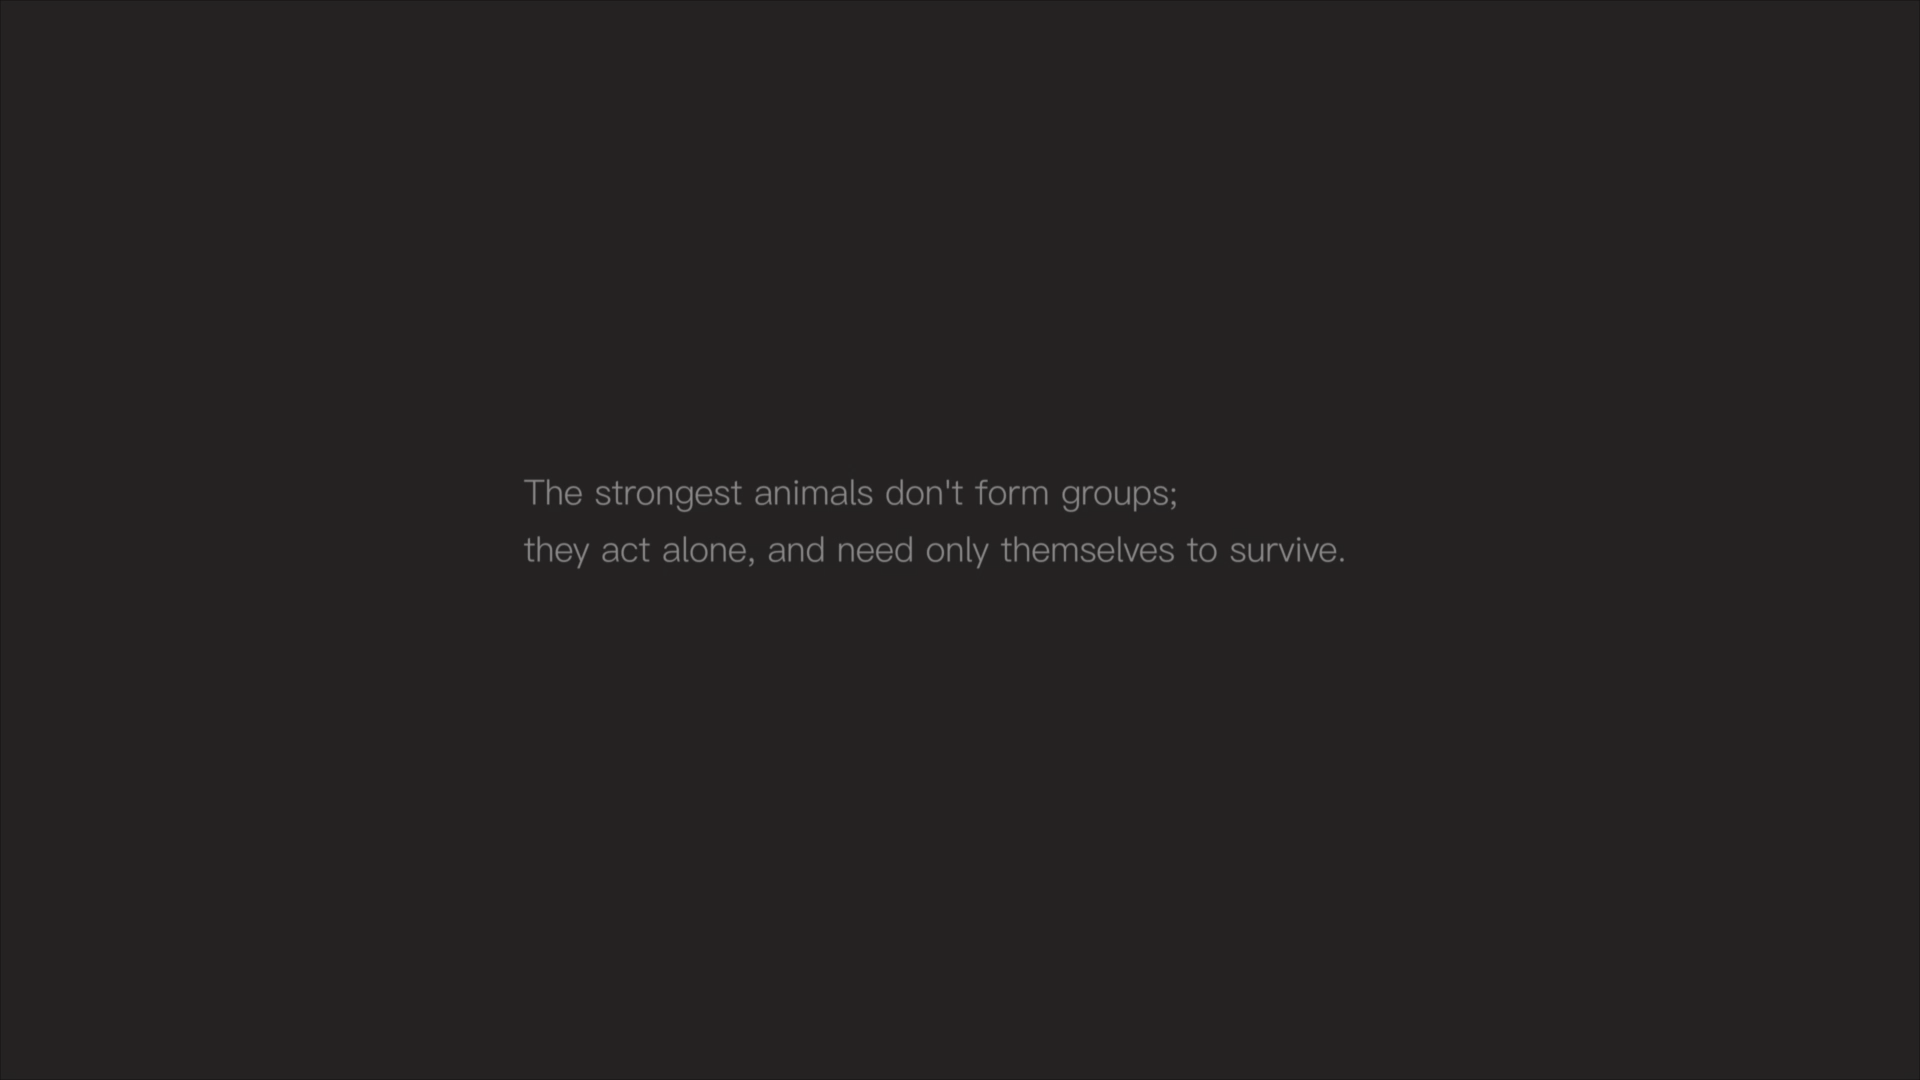 The strongest animals don't form groups;
they act alone, and need only themselves to survive.